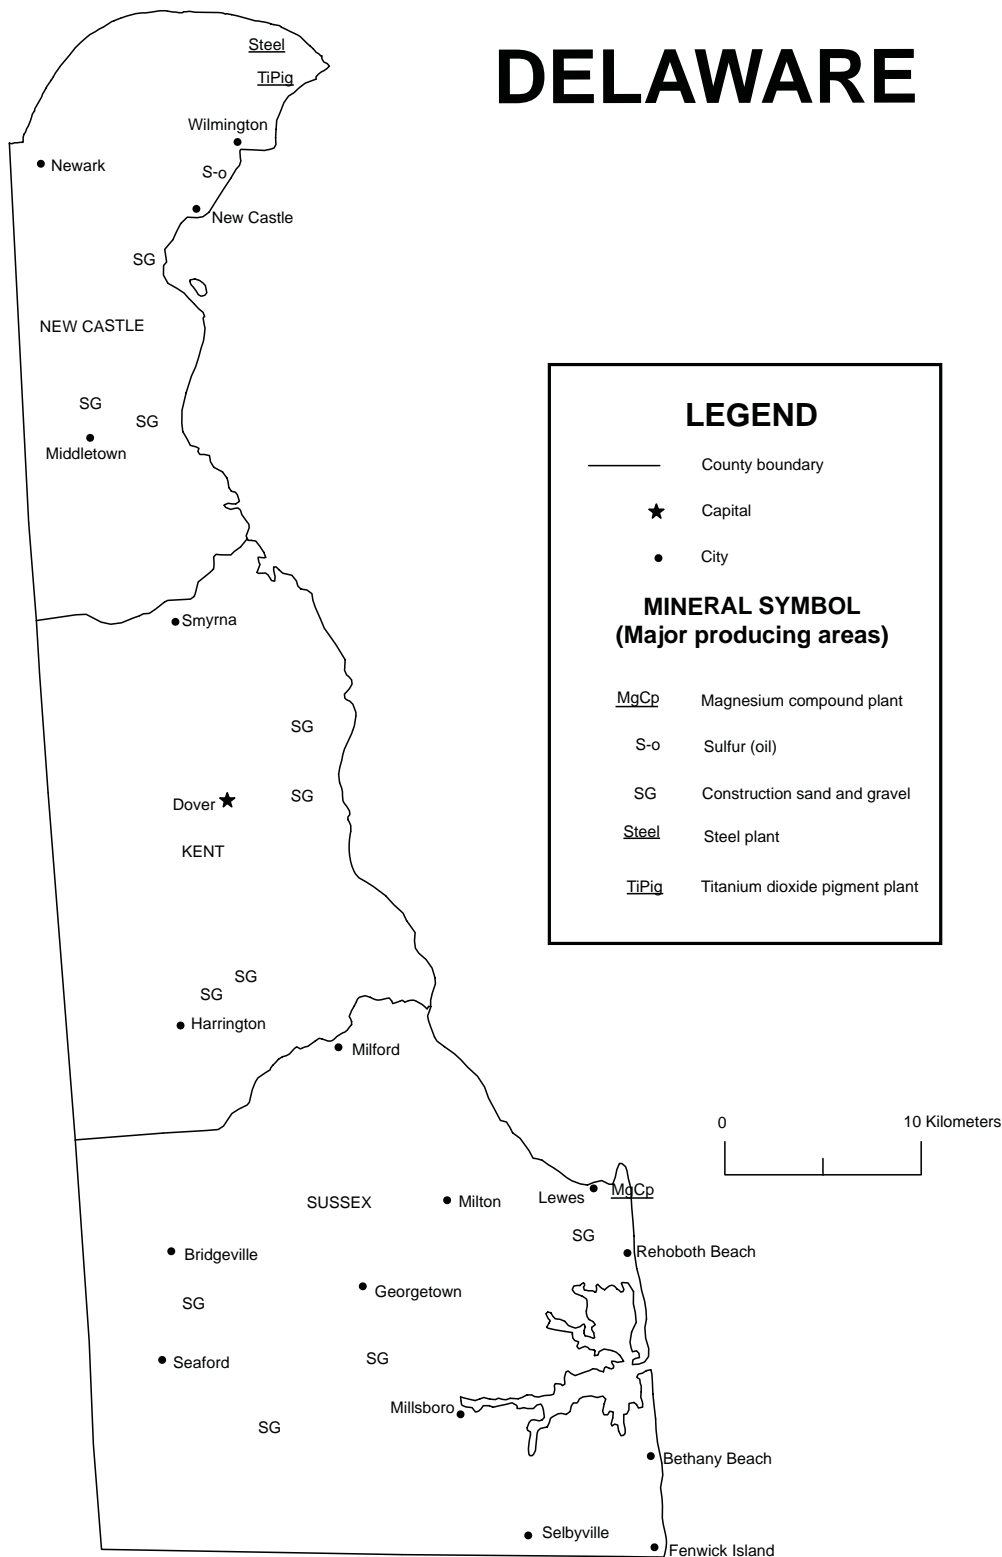 DELAWARE
Steel
TiPig
Wilmington
Newark
S-o
New Castle
SG
NEW CASTLE
SG
SG
Middletown
Smyrna
SG
Dover
SG
KENT
SG
SG
Harrington
Milford
SUSSEX
Milton
Lewes
MgCp
SG
Rehoboth Beach
Bridgeville
Georgetown
SG
Seaford
SG
Millsboro
SG
Bethany Beach
Selbyville
Fenwick Island
LEGEND
County boundary
Capital
City
MINERAL SYMBOL
(Major producing areas)
MgCp Magnesium compound plant
S-o Sulfur (oil)
SG Construction sand and gravel
Steel Steel plant
TiPig Titanium dioxide pigment plant
0 10 Kilometers